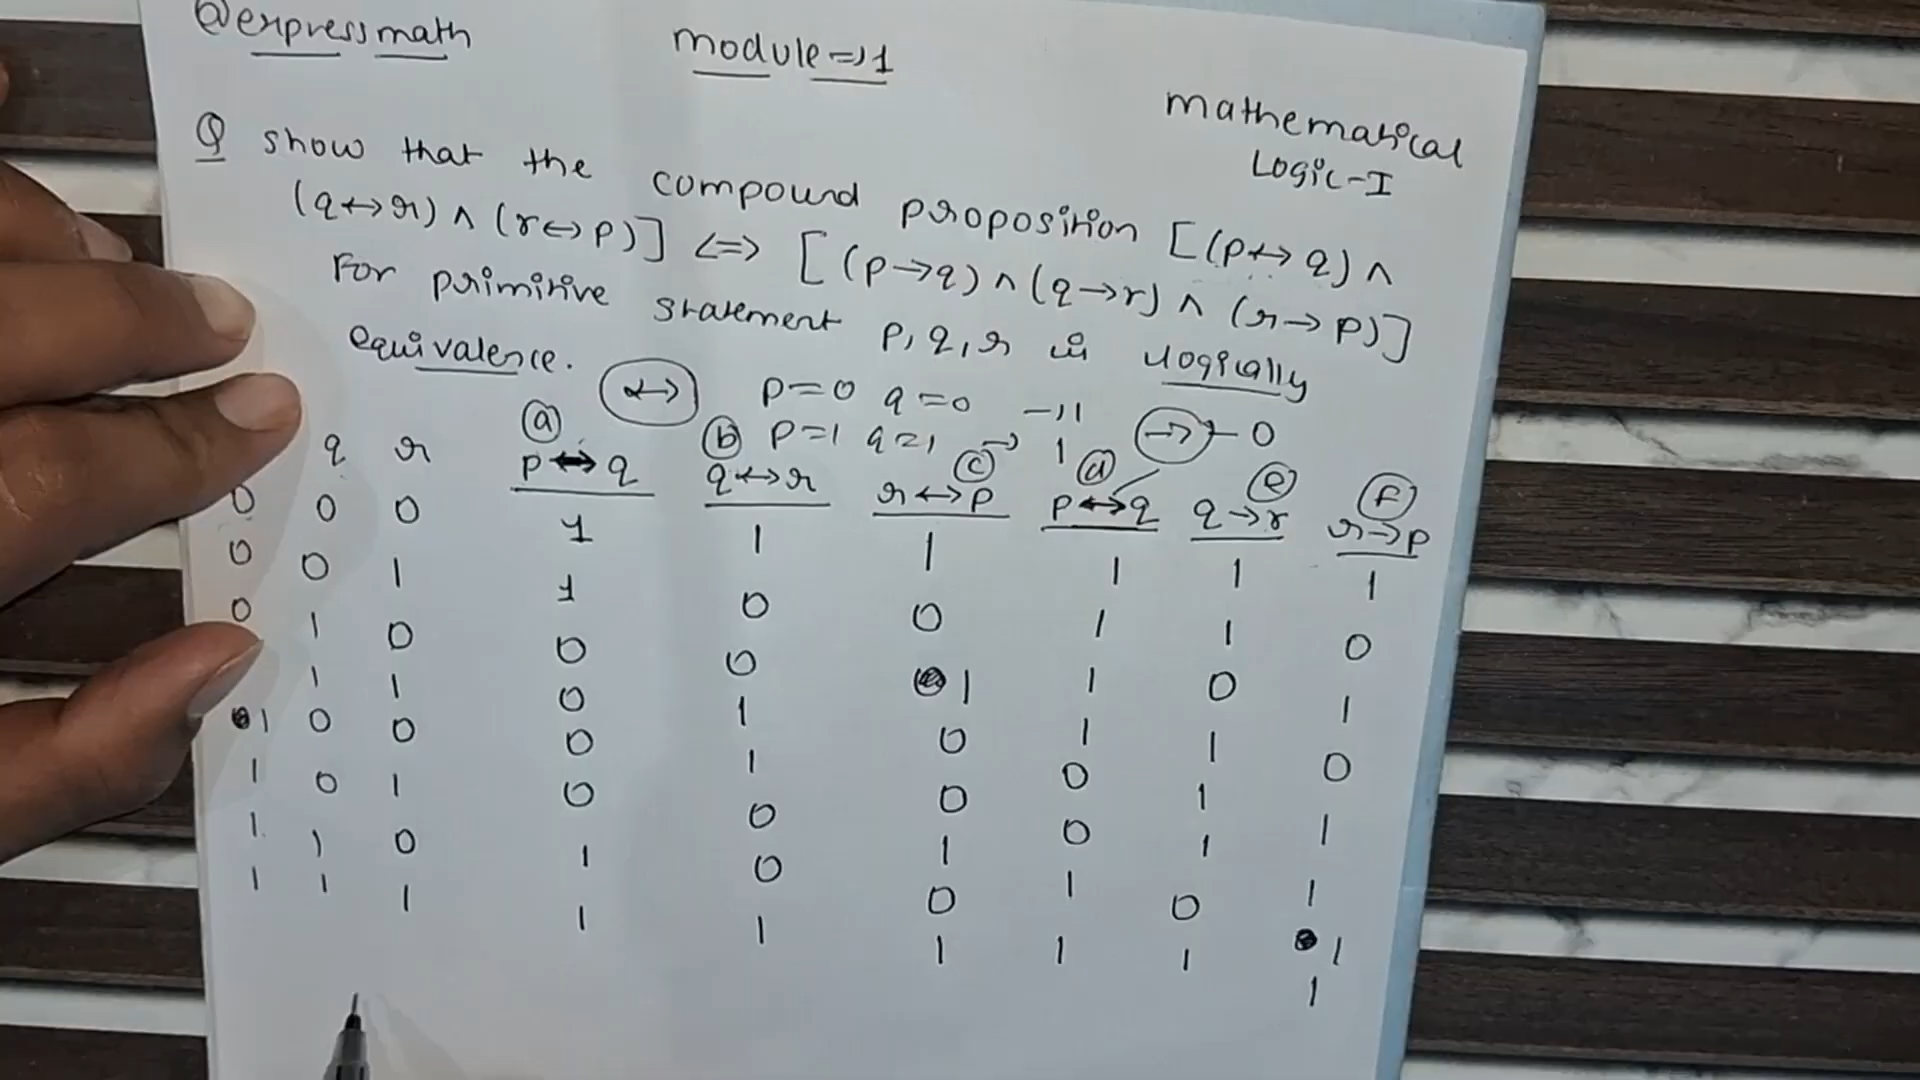 @expressmath
module=>1
mathematical
Logic-I
Q show that the compound proposition [(p↔q) ∧
(q↔r) ∧ (r↔p)] <=> [(p→q) ∧ (q→r) ∧ (r→p)]
For primitive statement p, q, r is logically
equivalence.
↔ P=0 q=0 → 1
P=1 q=1 → 1
→ 0
q r (a) p↔q (b) q↔r (c) r↔p (d) p↔q (e) q→r (f) r→p
0 0 0 1 1 1 1 1 1
0 0 1 1 0 0 1 1 0
0 1 0 0 0 1 1 0 1
1 1 0 1 0 1 1 0
1 0 0 0 1 0 0 1 1
1 0 1 0 0 1 0 1 1
1 1 0 1 0 0 1 0 1
1 1 1 1 1 1 1 1 1